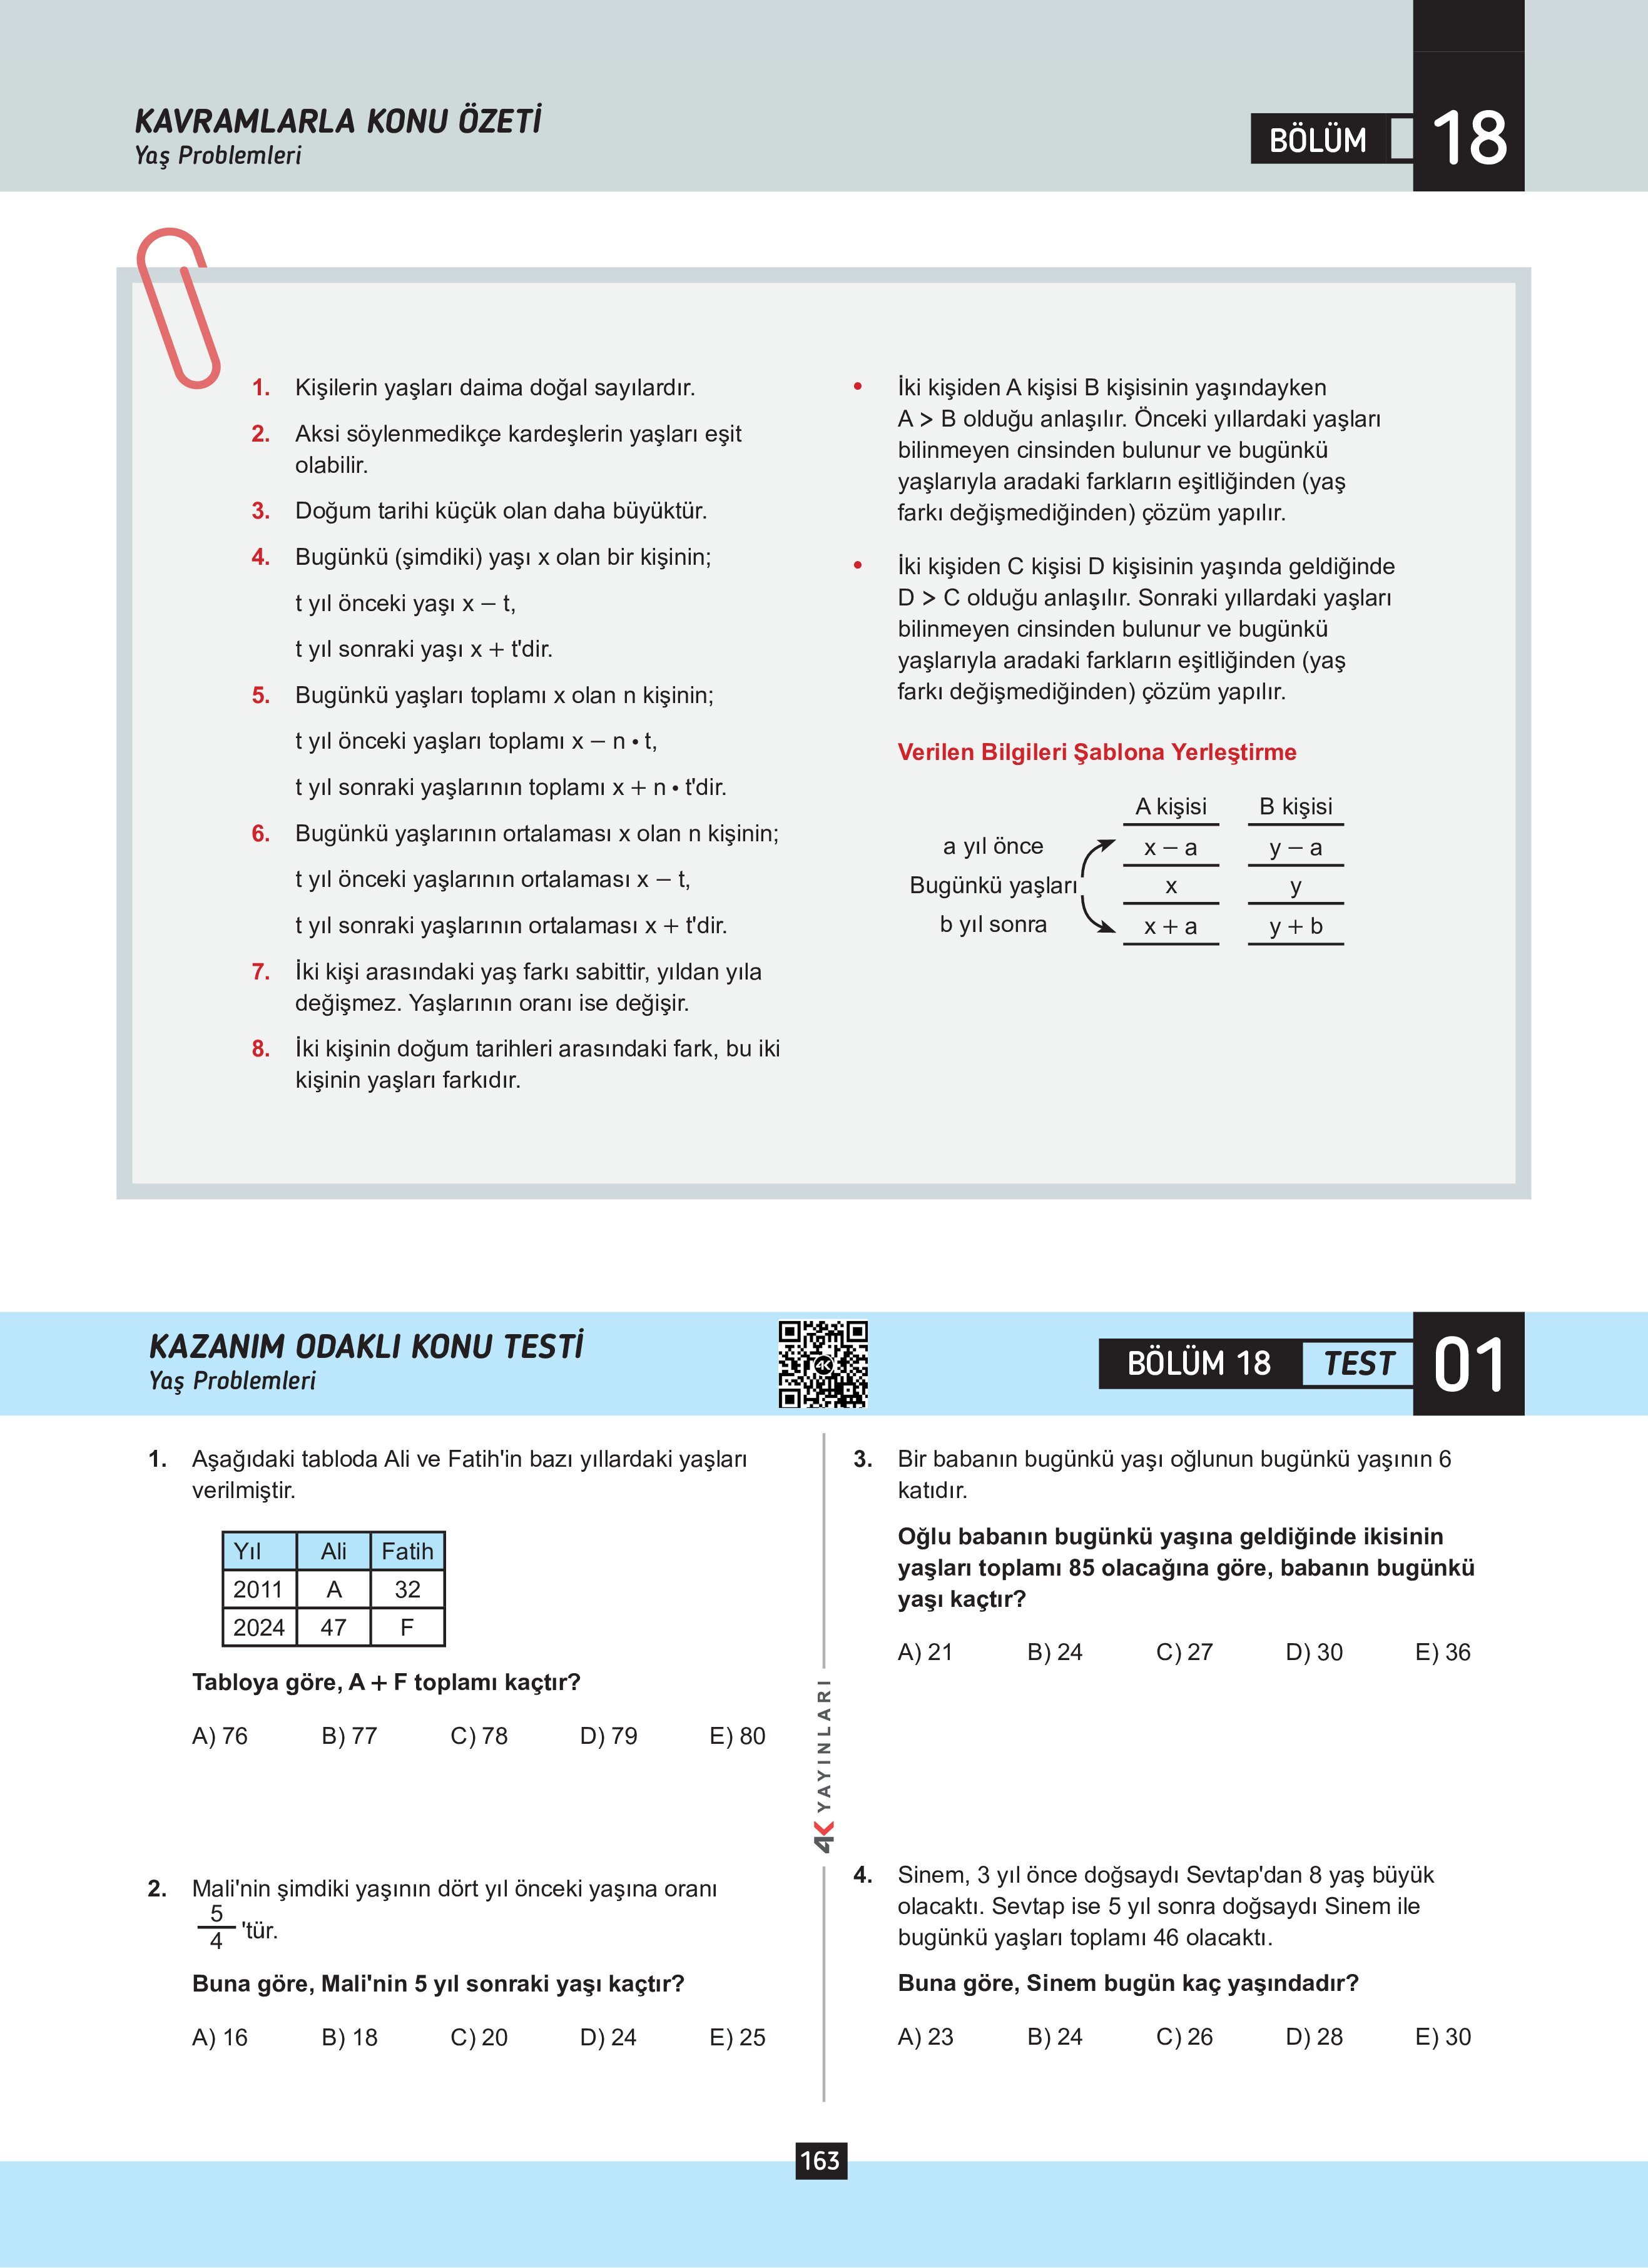 KAVRAMLARLA KONU ÖZETİ
Yaş Problemleri
BÖLÜM 18
1. Kişilerin yaşları daima doğal sayılardır.
2. Aksi söylenmedikçe kardeşlerin yaşları eşit
olabilir.
3. Doğum tarihi küçük olan daha büyüktür.
4. Bugünkü (şimdiki) yaşı x olan bir kişinin;
t yıl önceki yaşı x – t,
t yıl sonraki yaşı x + t'dir.
5. Bugünkü yaşları toplamı x olan n kişinin;
t yıl önceki yaşları toplamı x – n • t,
t yıl sonraki yaşlarının toplamı x + n • t'dir.
6. Bugünkü yaşlarının ortalaması x olan n kişinin;
t yıl önceki yaşlarının ortalaması x – t,
t yıl sonraki yaşlarının ortalaması x + t'dir.
7. İki kişi arasındaki yaş farkı sabittir, yıldan yıla
değişmez. Yaşlarının oranı ise değişir.
8. İki kişinin doğum tarihleri arasındaki fark, bu iki
kişinin yaşları farkıdır.
• İki kişiden A kişisi B kişisinin yaşındayken
A > B olduğu anlaşılır. Önceki yıllardaki yaşları
bilinmeyen cinsinden bulunur ve bugünkü
yaşlarıyla aradaki farkların eşitliğinden (yaş
farkı değişmediğinden) çözüm yapılır.
• İki kişiden C kişisi D kişisinin yaşında geldiğinde
D > C olduğu anlaşılır. Sonraki yıllardaki yaşları
bilinmeyen cinsinden bulunur ve bugünkü
yaşlarıyla aradaki farkların eşitliğinden (yaş
farkı değişmediğinden) çözüm yapılır.
Verilen Bilgileri Şablona Yerleştirme
A kişisi B kişisi
a yıl önce x – a y – a
Bugünkü yaşları x y
b yıl sonra x + a y + b
KAZANIM ODAKLI KONU TESTİ
Yaş Problemleri
4K
BÖLÜM 18 TEST 01
1. Aşağıdaki tabloda Ali ve Fatih'in bazı yıllardaki yaşları
verilmiştir.
Yıl Ali Fatih
2011 A 32
2024 47 F
Tabloya göre, A + F toplamı kaçtır?
A) 76 B) 77 C) 78 D) 79 E) 80
2. Mali'nin şimdiki yaşının dört yıl önceki yaşına oranı
5/4 'tür.
Buna göre, Mali'nin 5 yıl sonraki yaşı kaçtır?
A) 16 B) 18 C) 20 D) 24 E) 25
4K YAYINLARI
3. Bir babanın bugünkü yaşı oğlunun bugünkü yaşının 6
katıdır.
Oğlu babanın bugünkü yaşına geldiğinde ikisinin
yaşları toplamı 85 olacağına göre, babanın bugünkü
yaşı kaçtır?
A) 21 B) 24 C) 27 D) 30 E) 36
4. Sinem, 3 yıl önce doğsaydı Sevtap'dan 8 yaş büyük
olacaktı. Sevtap ise 5 yıl sonra doğsaydı Sinem ile
bugünkü yaşları toplamı 46 olacaktı.
Buna göre, Sinem bugün kaç yaşındadır?
A) 23 B) 24 C) 26 D) 28 E) 30
163